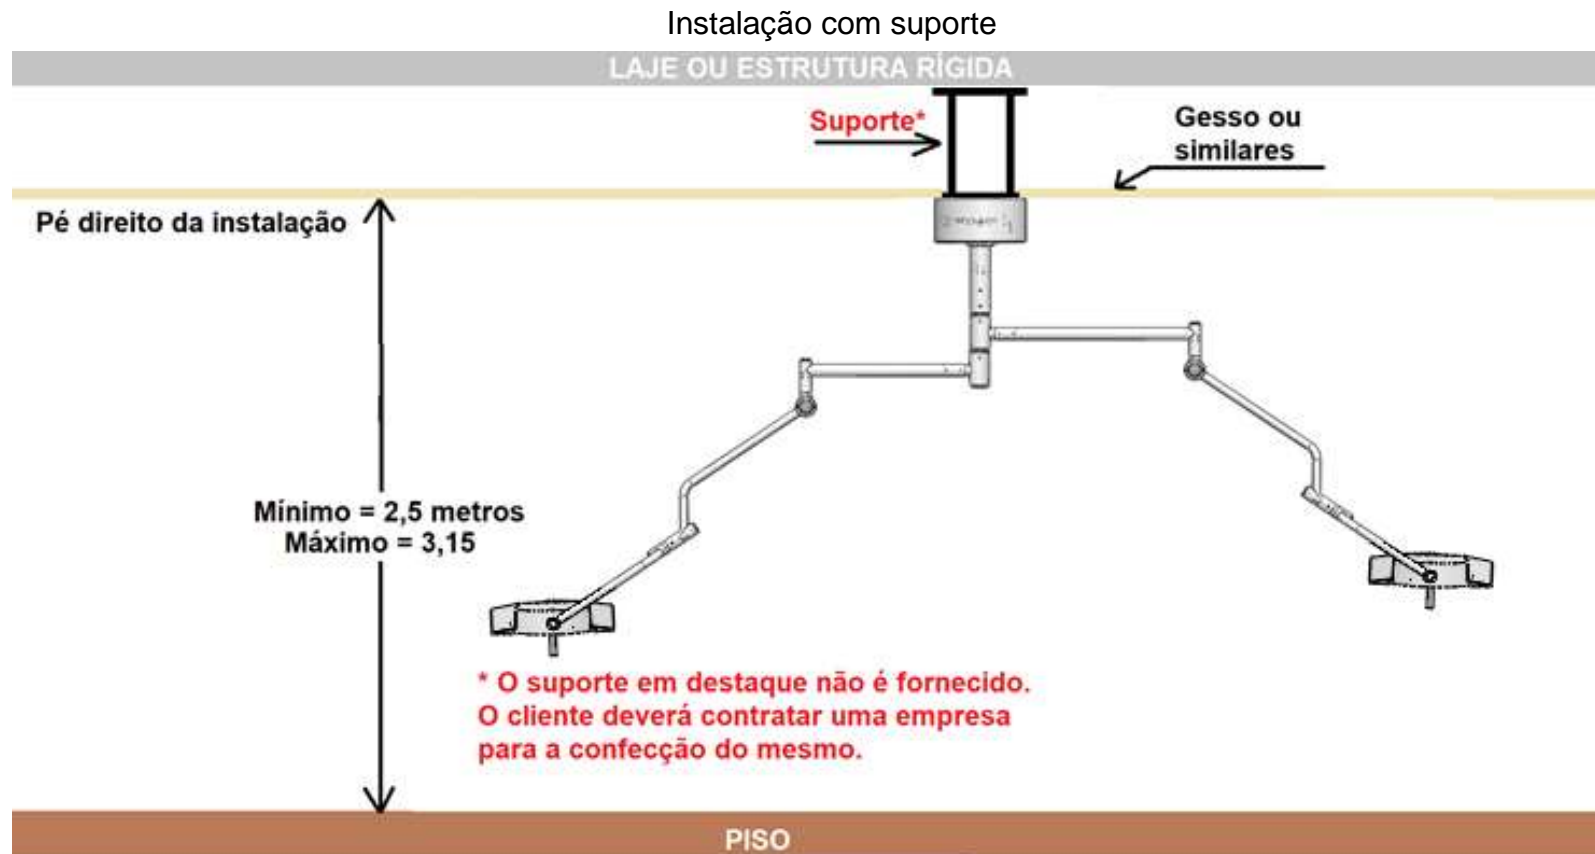 Instalação com suporte
LAJE OU ESTRUTURA RÍGIDA
Suporte*
Gesso ou
similares
Pé direito da instalação
Mínimo = 2,5 metros
Máximo = 3,15
* O suporte em destaque não é fornecido.
O cliente deverá contratar uma empresa
para a confecção do mesmo.
PISO